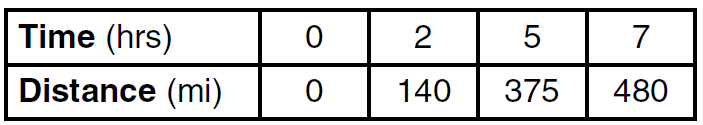 Time (hrs) 0 2 5 7
Distance (mi) 0 140 375 480